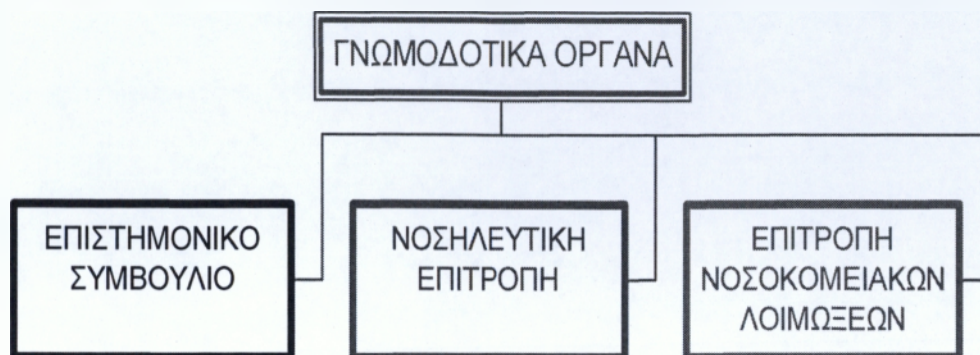 ΓΝΩΜΟΔΟΤΙΚΑ ΟΡΓΑΝΑ
ΕΠΙΣΤΗΜΟΝΙΚΟ
ΣΥΜΒΟΥΛΙΟ
ΝΟΣΗΛΕΥΤΙΚΗ
ΕΠΙΤΡΟΠΗ
ΕΠΙΤΡΟΠΗ
ΝΟΣΟΚΟΜΕΙΑΚΩΝ
ΛΟΙΜΩΞΕΩΝ